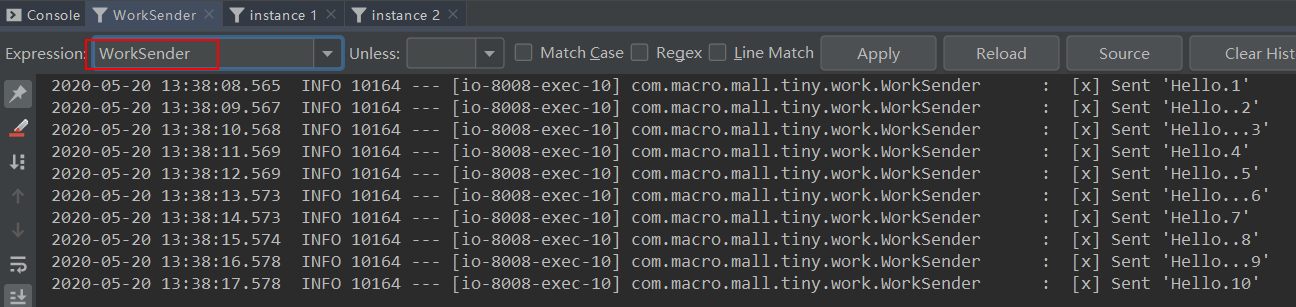 Console WorkSender instance 1 instance 2
Expression: WorkSender Unless: Match Case Regex Line Match Apply Reload Source Clear Hist
2020-05-20 13:38:08.565 INFO 10164 --- [io-8008-exec-10] com.macro.mall.tiny.work.WorkSender : [x] Sent 'Hello.1'
2020-05-20 13:38:09.567 INFO 10164 --- [io-8008-exec-10] com.macro.mall.tiny.work.WorkSender : [x] Sent 'Hello..2'
2020-05-20 13:38:10.568 INFO 10164 --- [io-8008-exec-10] com.macro.mall.tiny.work.WorkSender : [x] Sent 'Hello...3'
2020-05-20 13:38:11.569 INFO 10164 --- [io-8008-exec-10] com.macro.mall.tiny.work.WorkSender : [x] Sent 'Hello.4'
2020-05-20 13:38:12.569 INFO 10164 --- [io-8008-exec-10] com.macro.mall.tiny.work.WorkSender : [x] Sent 'Hello..5'
2020-05-20 13:38:13.573 INFO 10164 --- [io-8008-exec-10] com.macro.mall.tiny.work.WorkSender : [x] Sent 'Hello...6'
2020-05-20 13:38:14.573 INFO 10164 --- [io-8008-exec-10] com.macro.mall.tiny.work.WorkSender : [x] Sent 'Hello.7'
2020-05-20 13:38:15.574 INFO 10164 --- [io-8008-exec-10] com.macro.mall.tiny.work.WorkSender : [x] Sent 'Hello..8'
2020-05-20 13:38:16.578 INFO 10164 --- [io-8008-exec-10] com.macro.mall.tiny.work.WorkSender : [x] Sent 'Hello...9'
2020-05-20 13:38:17.578 INFO 10164 --- [io-8008-exec-10] com.macro.mall.tiny.work.WorkSender : [x] Sent 'Hello.10'